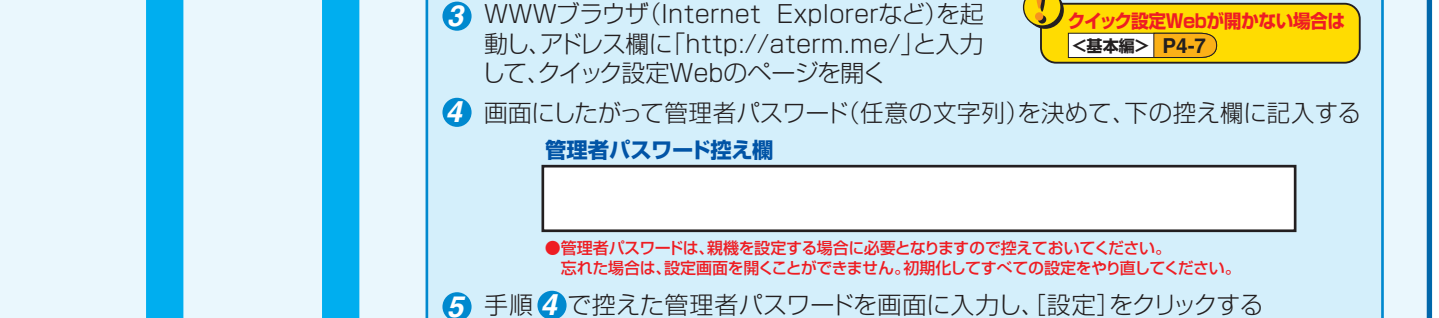 3 WWWブラウザ(Internet Explorerなど)を起
動し、アドレス欄に「http://aterm.me/」と入力
して、クイック設定Webのページを開く
! クイック設定Webが開かない場合は
<基本編> P4-7
4 画面にしたがって管理者パスワード(任意の文字列)を決めて、下の控え欄に記入する
管理者パスワード控え欄
●管理者パスワードは、親機を設定する場合に必要となりますので控えておいてください。
忘れた場合は、設定画面を開くことができません。初期化してすべての設定をやり直してください。
5 手順4で控えた管理者パスワードを画面に入力し、[設定]をクリックする